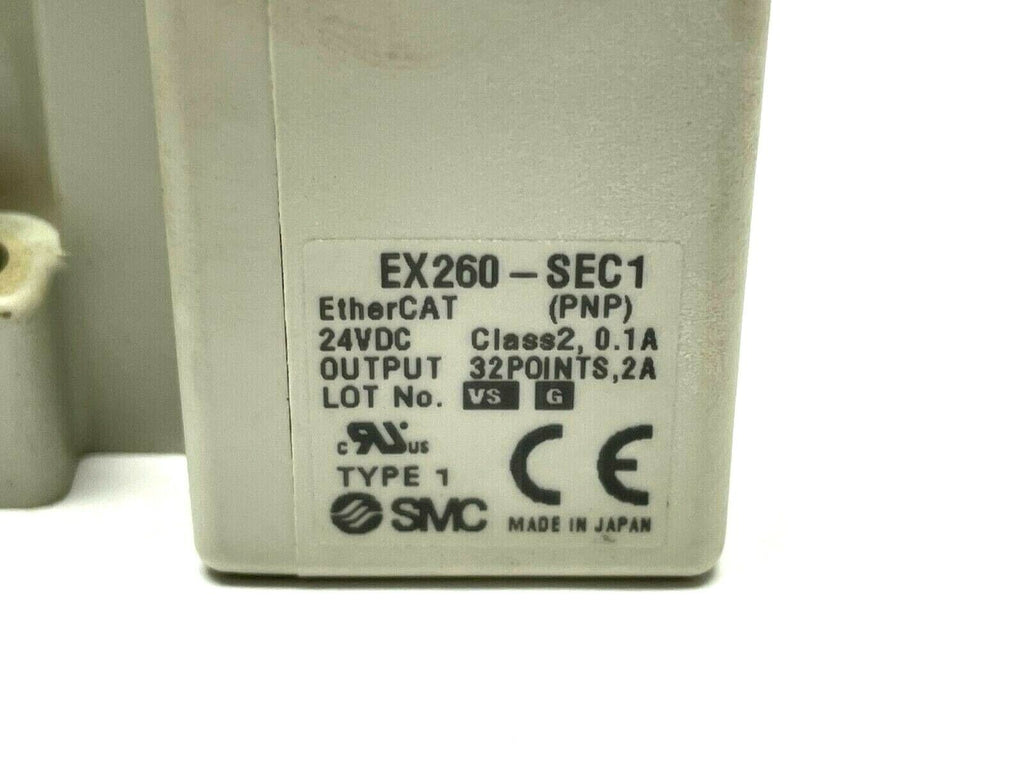 EX260-SEC1
EtherCAT (PNP)
24VDC Class2, 0.1A
OUTPUT 32POINTS,2A
LOT No. VS G
c RU US
TYPE 1
SMC MADE IN JAPAN
CE